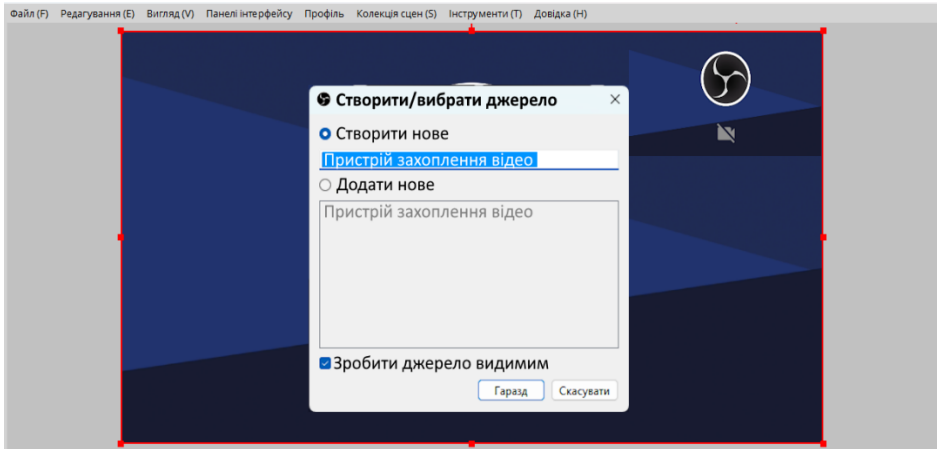 Файл (F) Редагування (E) Вигляд (V) Панелі інтерфейсу Профіль Колекція сцен (S) Інструменти (T) Довідка (H)
Створити/вибрати джерело
Створити нове
Пристрій захоплення відео
Додати нове
Пристрій захоплення відео
Зробити джерело видимим
Гаразд Скасувати